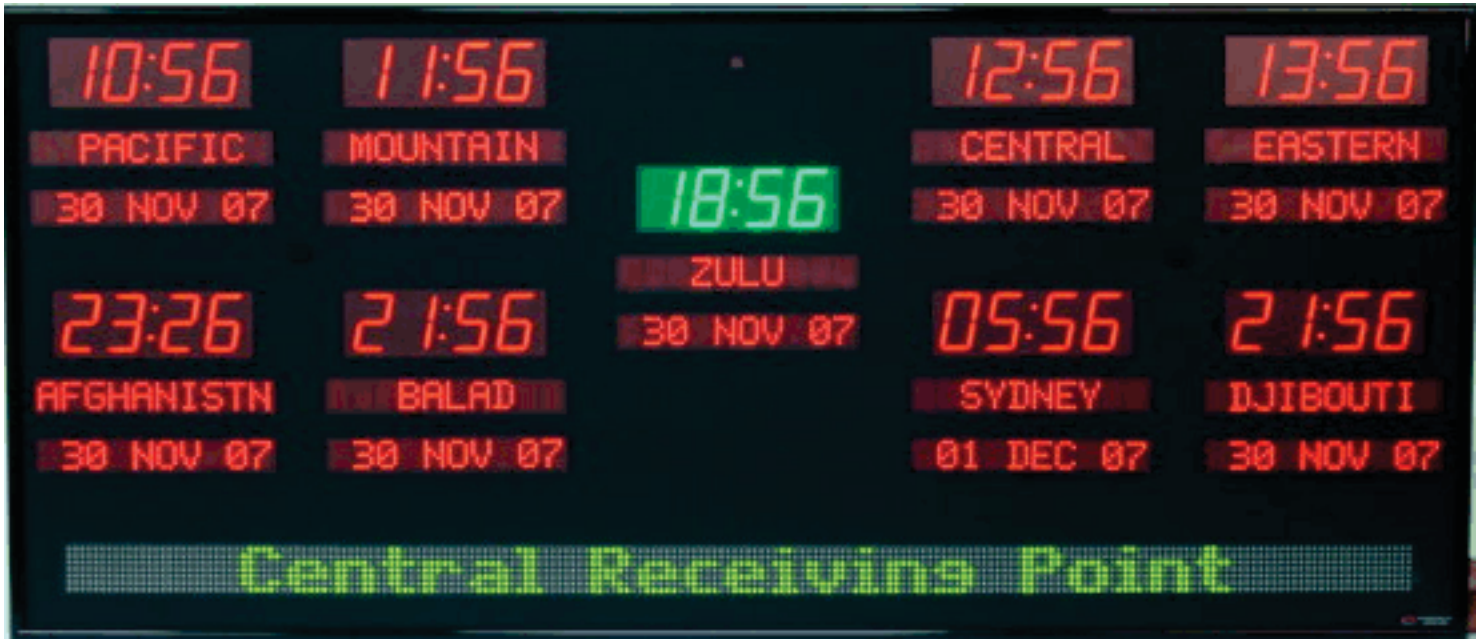 10:56 11:56 12:56 13:56
PACIFIC MOUNTAIN CENTRAL EASTERN
30 NOV 07 30 NOV 07 30 NOV 07 30 NOV 07
18:56
ZULU
30 NOV 07
23:26 21:56 05:56 21:56
AFGHANISTN BALAD SYDNEY DJIBOUTI
30 NOV 07 30 NOV 07 01 DEC 07 30 NOV 07
Central Receiving Point